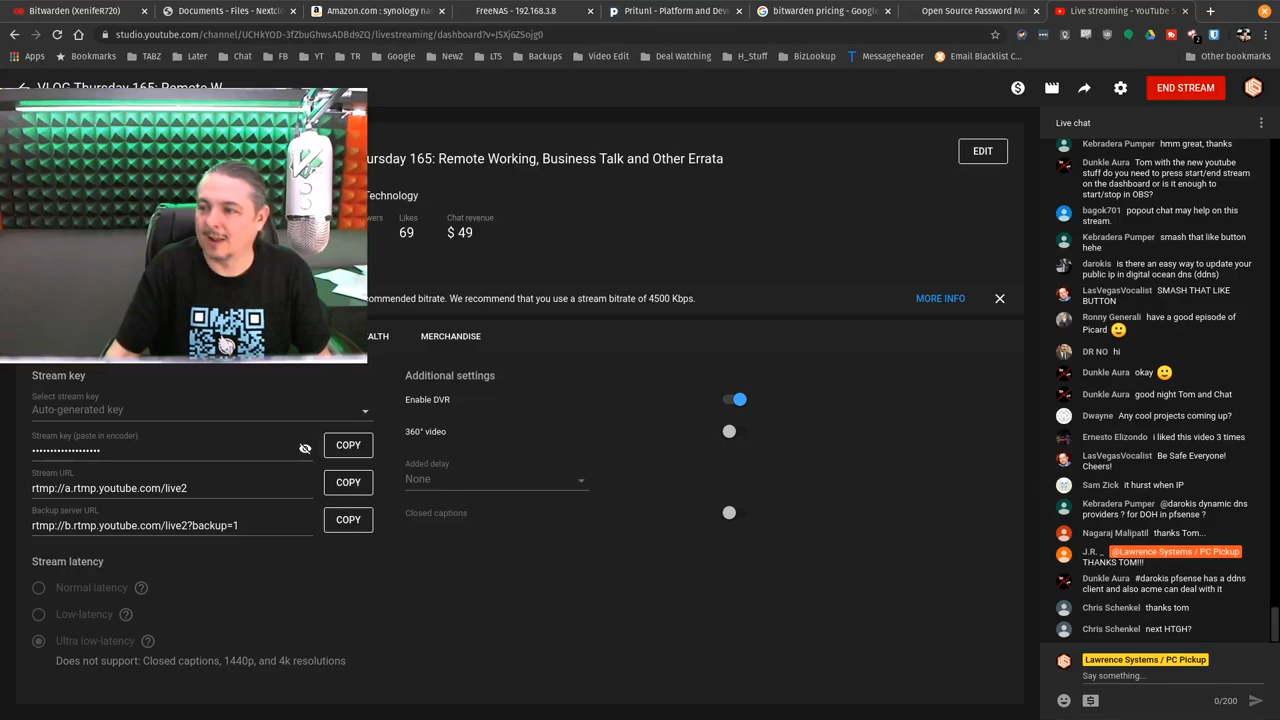 Bitwarden (XenifeR70)
Documents - Files - Nextcl
Amazon.com : synology na
FreeNAS - 192.168.3.8
Pritunl - Platform and Dev
bitwarden pricing - Google
Open Source Password Ma
Live streaming - YouTube S
studio.youtube.com/channel/UCHkYOD-3fZbuGhwsADBd9ZQ/livestreaming/dashboard?v=JSXj6ZSojg0
Apps
Bookmarks
TABZ
Later
Chat
FB
YT
TR
Google
NewZ
LTS
Backups
Video Edit
Deal Watching
H_Stuff
BizLookup
Messageheader
Email Blacklist C...
Other bookmarks
VLOG Thursday 165: Remote W
END STREAM
ursday 165: Remote Working, Business Talk and Other Errata
EDIT
Technology
wers
Likes
Chat revenue
69
$ 49
ommended bitrate. We recommend that you use a stream bitrate of 4500 Kbps.
MORE INFO
ALTH
MERCHANDISE
Stream key
Select stream key
Auto-generated key
Stream key (paste in encoder)
••••••••••••••••••
COPY
Stream URL
rtmp://a.rtmp.youtube.com/live2
COPY
Backup server URL
rtmp://b.rtmp.youtube.com/live2?backup=1
COPY
Stream latency
Normal latency
Low-latency
Ultra low-latency
Does not support: Closed captions, 1440p, and 4k resolutions
Additional settings
Enable DVR
360° video
Added delay
None
Closed captions
Live chat
Kebradera Pumper hmm great, thanks
Dunkle Aura Tom with the new youtube
stuff do you need to press start/end stream
on the dashboard or is it enough to
start/stop in OBS?
bagok701 popout chat may help on this
stream.
Kebradera Pumper smash that like button
hehe
darokis is there an easy way to update your
public ip in digital ocean dns (ddns)
LasVegasVocalist SMASH THAT LIKE
BUTTON
Ronny Generali have a good episode of
Picard 🙂
DR NO hi
Dunkle Aura okay 🙂
Dunkle Aura good night Tom and Chat
Dwayne Any cool projects coming up?
Ernesto Elizondo i liked this video 3 times
LasVegasVocalist Be Safe Everyone!
Cheers!
Sam Zick it hurst when IP
Kebradera Pumper @darokis dynamic dns
providers ? for DOH in pfsense ?
Nagaraj Malipatil thanks Tom...
J.R. _ @Lawrence Systems / PC Pickup
THANKS TOM!!!
Dunkle Aura #darokis pfsense has a ddns
client and also acme can deal with it
Chris Schenkel thanks tom
Chris Schenkel next HTGH?
Lawrence Systems / PC Pickup
Say something...
0/200